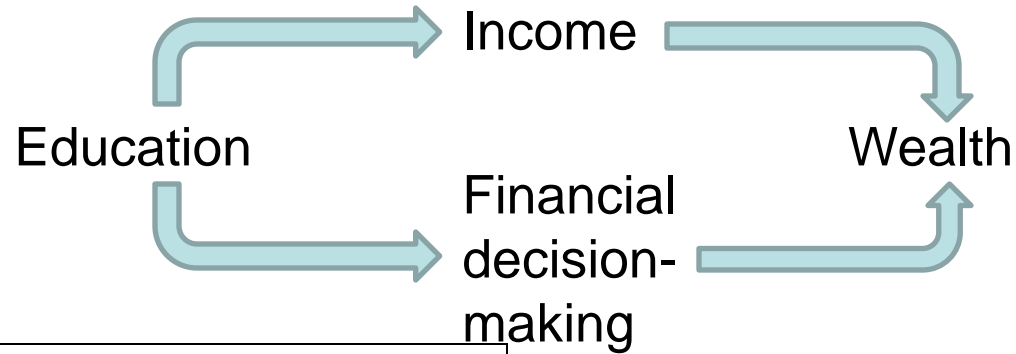 Income
Education
Wealth
Financial
decision-
making